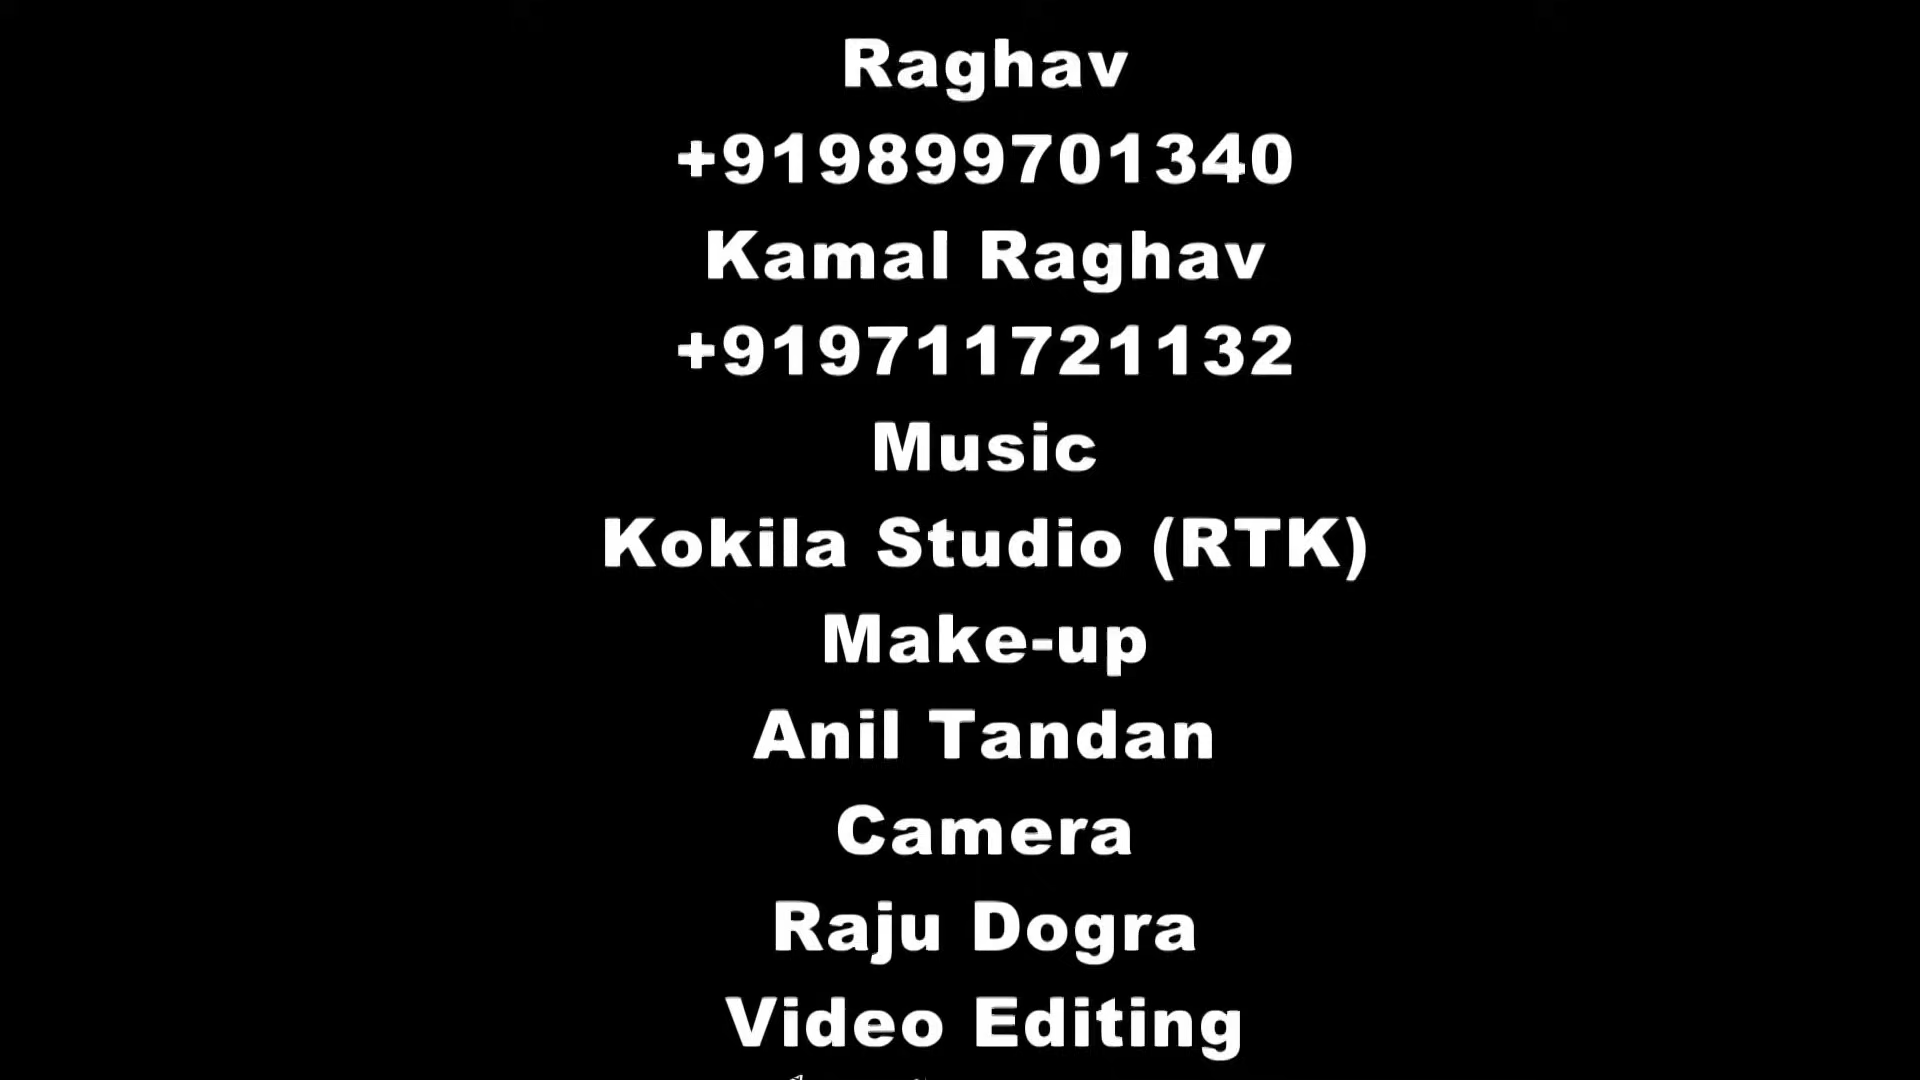 Raghav
+919899701340
Kamal Raghav
+919711721132
Music
Kokila Studio (RTK)
Make-up
Anil Tandan
Camera
Raju Dogra
Video Editing